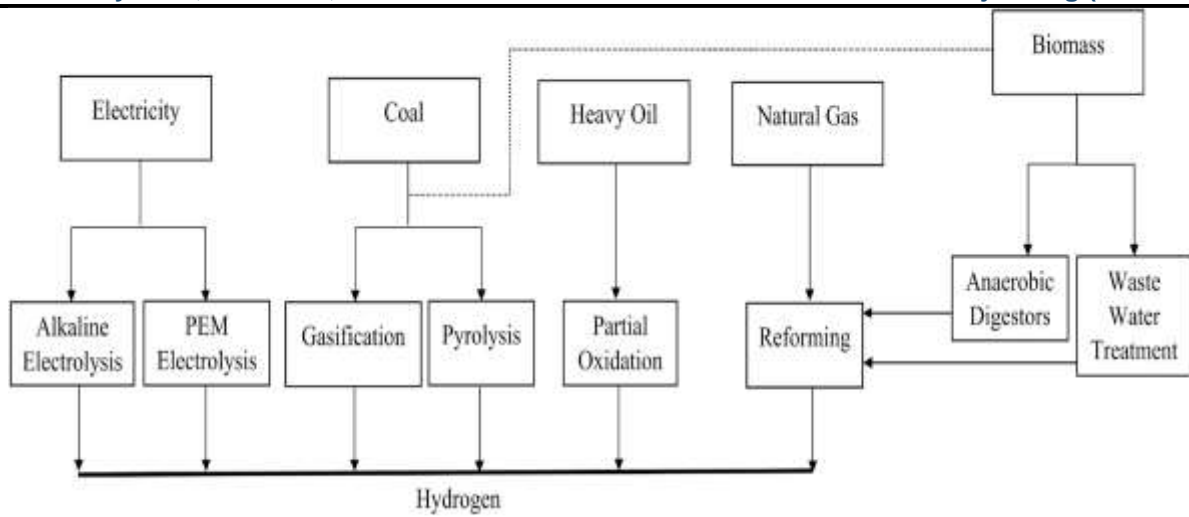 Biomass
Electricity
Coal
Heavy Oil
Natural Gas
Alkaline
Electrolysis
PEM
Electrolysis
Gasification
Pyrolysis
Partial
Oxidation
Reforming
Anaerobic
Digestors
Waste
Water
Treatment
Hydrogen